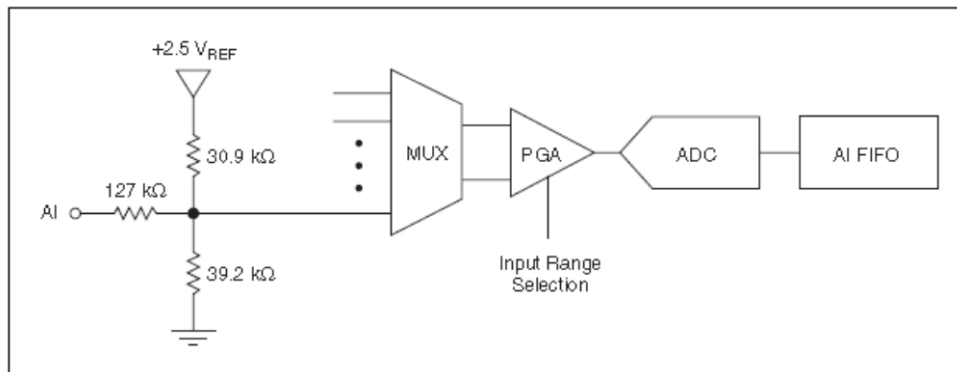 +2.5 VREF
30.9 kΩ
127 kΩ
AI
39.2 kΩ
MUX
PGA
ADC
AI FIFO
Input Range
Selection